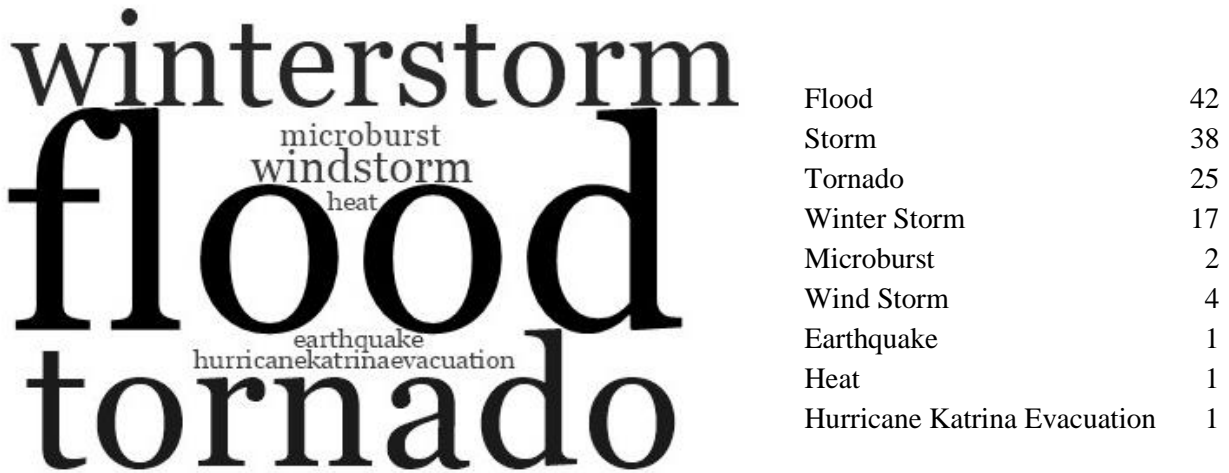 winterstorm
microburst
windstorm
heat
flood
earthquake
hurricanekatrinaevacuation
tornado
Flood 42
Storm 38
Tornado 25
Winter Storm 17
Microburst 2
Wind Storm 4
Earthquake 1
Heat 1
Hurricane Katrina Evacuation 1